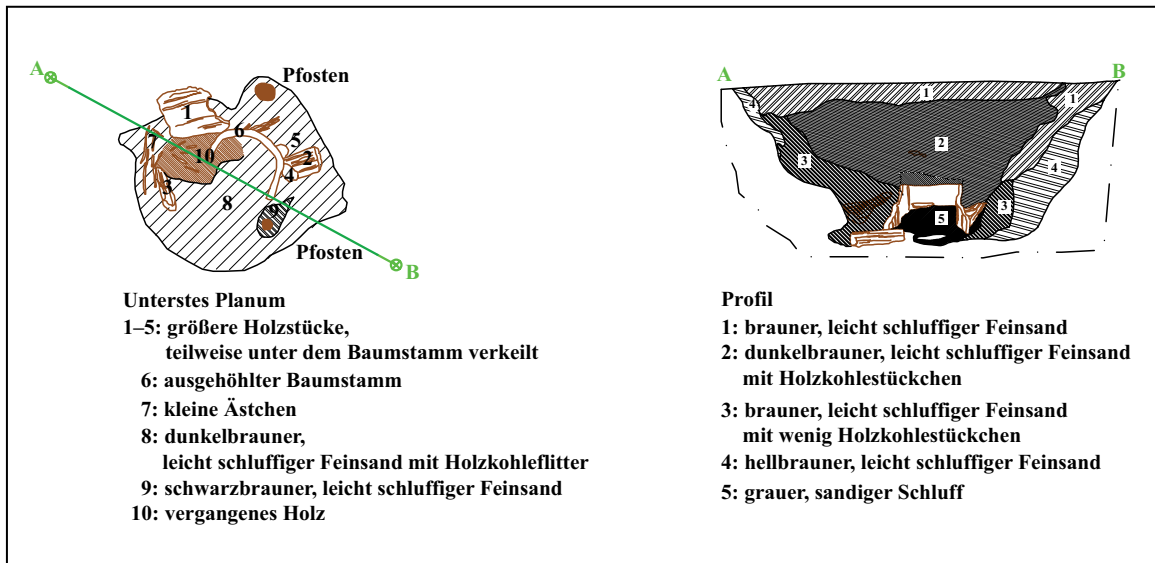 A
Pfosten
1
6
7
5
10
2
4
3
8
9
Pfosten
B
Unterstes Planum
1–5: größere Holzstücke,
teilweise unter dem Baumstamm verkeilt
6: ausgehöhlter Baumstamm
7: kleine Ästchen
8: dunkelbrauner,
leicht schluffiger Feinsand mit Holzkohleflitter
9: schwarzbrauner, leicht schluffiger Feinsand
10: vergangenes Holz
A
B
1
1
4
2
3
4
3
5
Profil
1: brauner, leicht schluffiger Feinsand
2: dunkelbrauner, leicht schluffiger Feinsand
mit Holzkohlestückchen
3: brauner, leicht schluffiger Feinsand
mit wenig Holzkohlestückchen
4: hellbrauner, leicht schluffiger Feinsand
5: grauer, sandiger Schluff